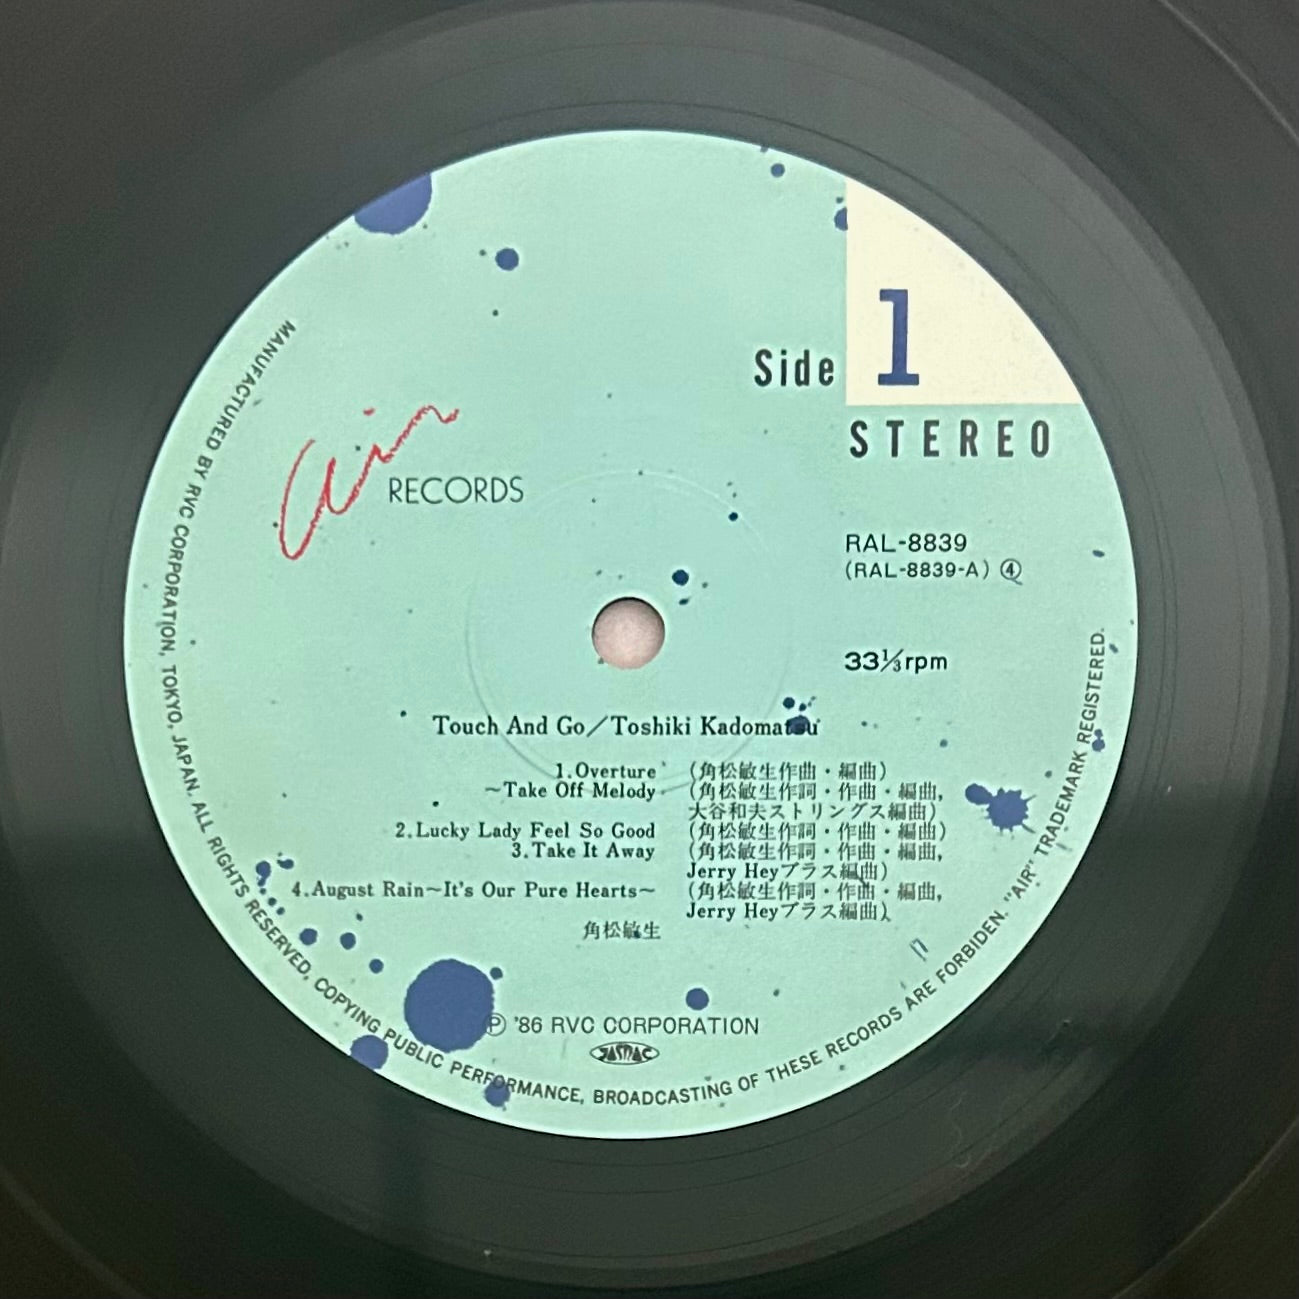 Side 1
STEREO
Air
RECORDS
RAL-8839
(RAL-8839-A) ④
33⅓rpm
Touch And Go／Toshiki Kadomatsu
1.Overture (角松敏生作曲・編曲)
~Take Off Melody (角松敏生作詞・作曲・編曲,
大谷和夫ストリングス編曲)
2.Lucky Lady Feel So Good (角松敏生作詞・作曲・編曲)
3.Take It Away (角松敏生作詞・作曲・編曲,
Jerry Heyブラス編曲)
4.August Rain~It's Our Pure Hearts~ (角松敏生作詞・作曲・編曲,
Jerry Heyブラス編曲)
角松敏生
Ⓟ '86 RVC CORPORATION
JASRAC
MANUFACTURED BY RVC CORPORATION, TOKYO, JAPAN. ALL RIGHTS RESERVED, COPYING PUBLIC PERFORMANCE, BROADCASTING OF THESE RECORDS ARE FORBIDEN. "AIR" TRADEMARK REGISTERED.